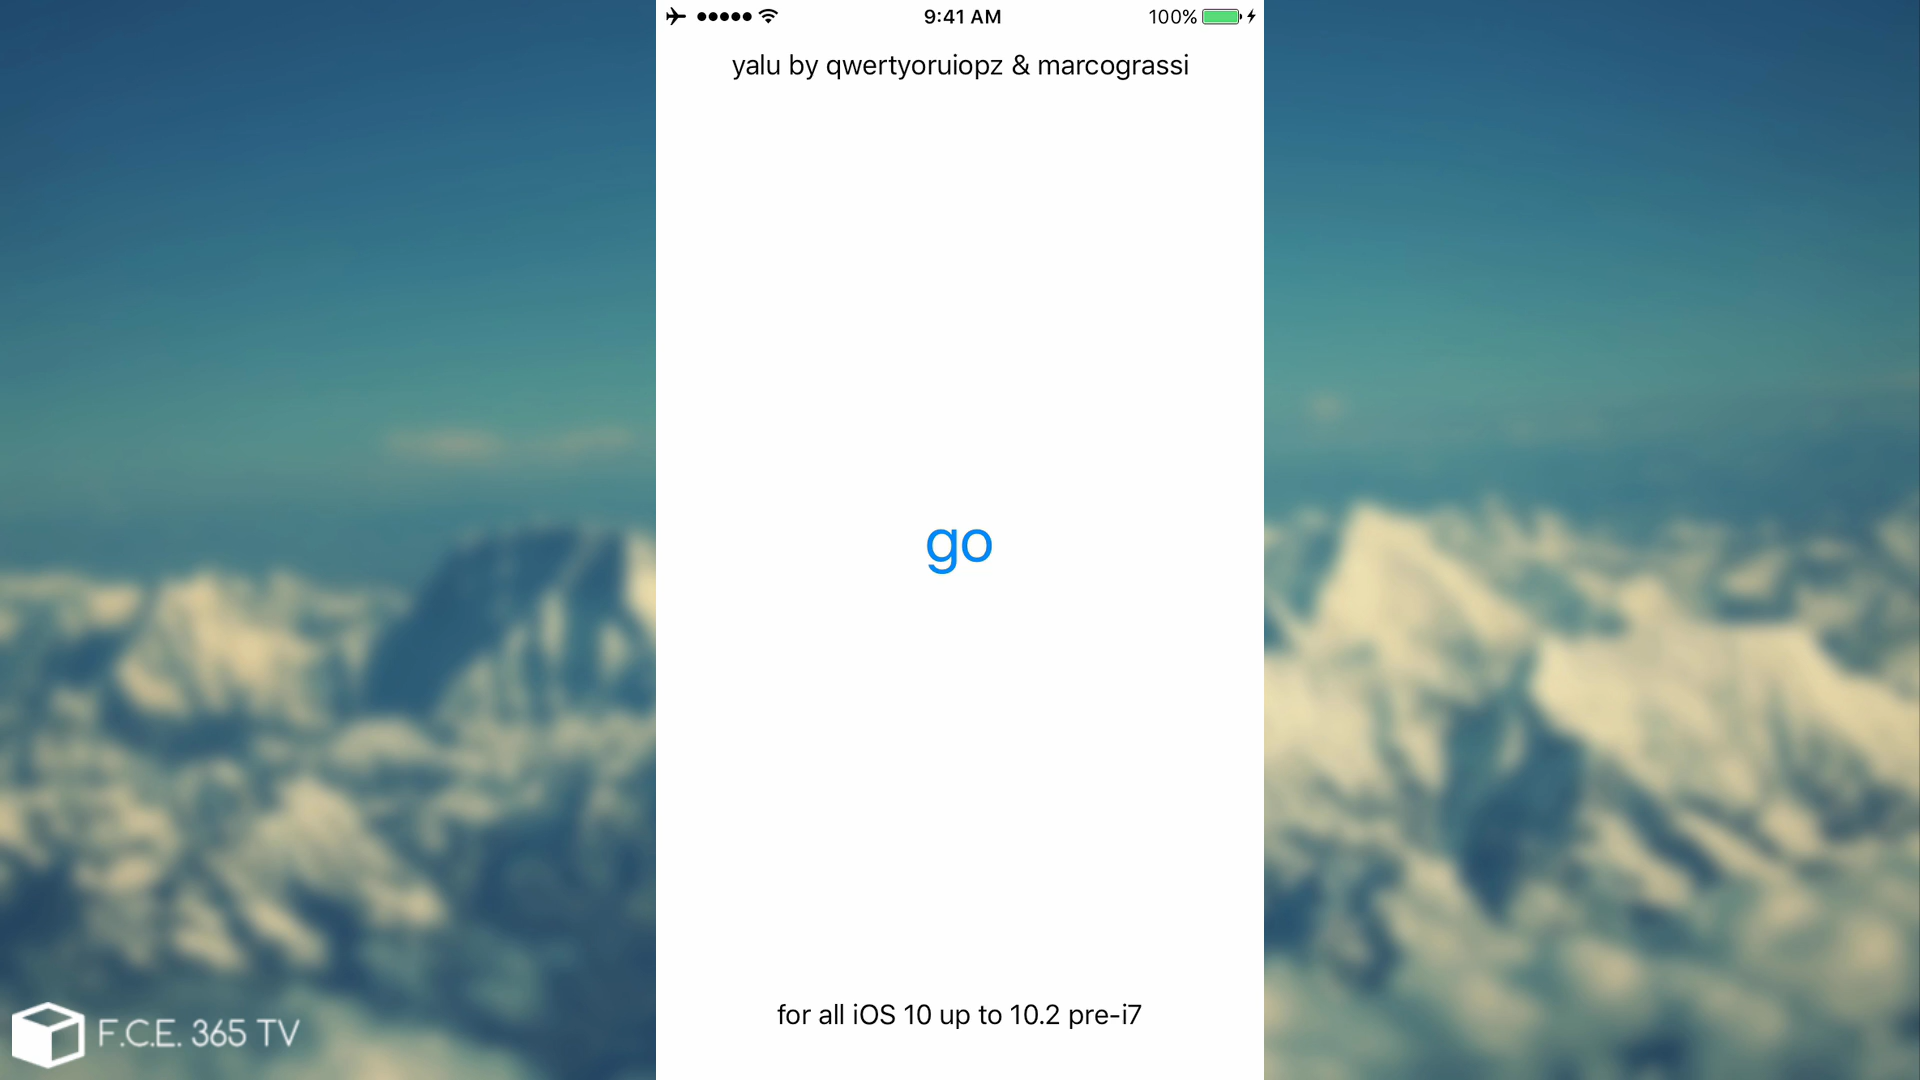 9:41 AM
100%
yalu by qwertyoruiopz & marcograssi
go
for all iOS 10 up to 10.2 pre-i7
F.C.E. 365 TV